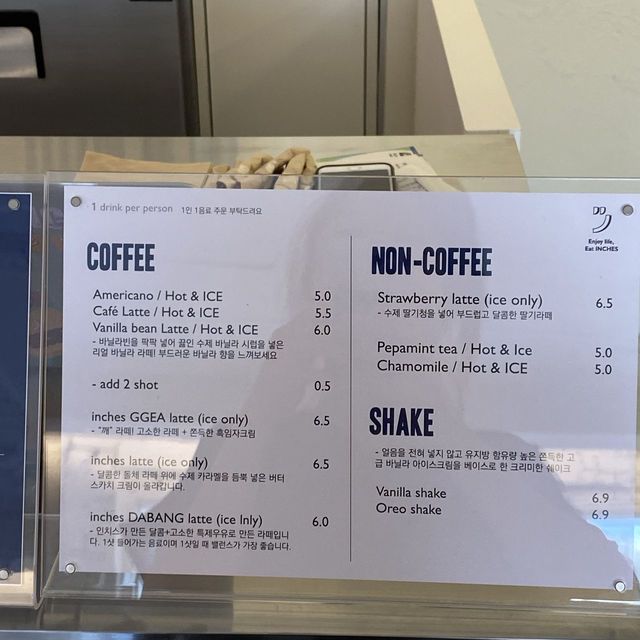 1 drink per person 1인 1음료 주문 부탁드려요
Enjoy life,
Eat INCHES
COFFEE
Americano / Hot & ICE 5.0
Café Latte / Hot & ICE 5.5
Vanilla bean Latte / Hot & ICE 6.0
- 바닐라빈을 팍팍 넣어 끓인 수제 바닐라 시럽을 넣은
리얼 바닐라 라떼! 부드러운 바닐라 향을 느껴보세요
- add 2 shot 0.5
inches GGEA latte (ice only) 6.5
- "깨" 라떼! 고소한 라떼 + 쫀득한 흑임자크림
inches latte (ice only) 6.5
- 달콤한 돌체 라떼 위에 수제 카라멜을 듬뿍 넣은 버터
스카치 크림이 올라갑니다.
inches DABANG latte (ice lnly) 6.0
- 인치스가 만든 달콤+고소한 특제우유로 만든 라떼입니
다. 1샷 들어가는 음료이며 1샷일 때 밸런스가 가장 좋습니다.
NON-COFFEE
Strawberry latte (ice only) 6.5
- 수제 딸기청을 넣어 부드럽고 달콤한 딸기라떼
Pepamint tea / Hot & Ice 5.0
Chamomile / Hot & ICE 5.0
SHAKE
- 얼음을 전혀 넣지 않고 유지방 함유량 높은 쫀득한 고
급 바닐라 아이스크림을 베이스로 한 크리미한 쉐이크
Vanilla shake 6.9
Oreo shake 6.9